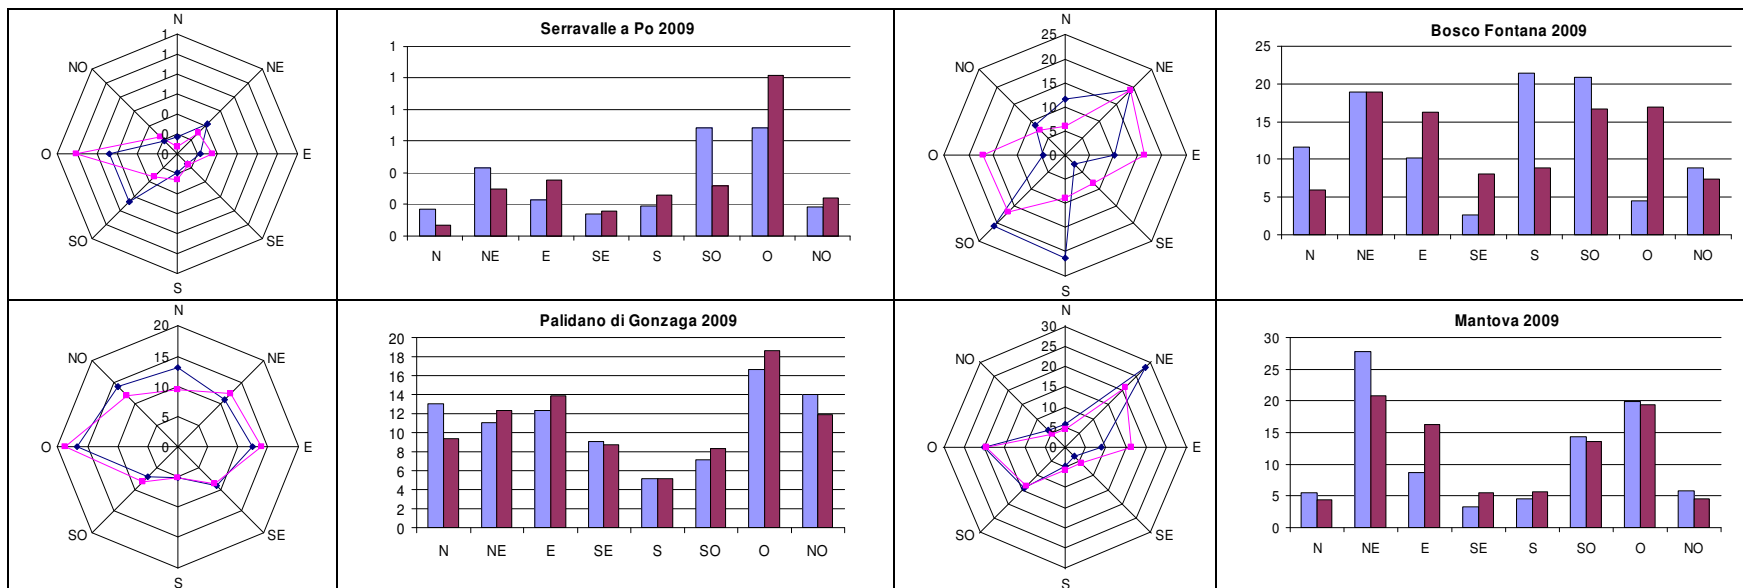 N
1
1
1
1
0
0
0
NE
E
SE
S
SO
O
NO
Serravalle a Po 2009
1
1
1
1
0
0
0
N NE E SE S SO O NO
N
25
20
15
10
5
0
NE
E
SE
S
SO
O
NO
Bosco Fontana 2009
25
20
15
10
5
0
N NE E SE S SO O NO
N
20
15
10
5
0
NE
E
SE
S
SO
O
NO
Palidano di Gonzaga 2009
20
18
16
14
12
10
8
6
4
2
0
N NE E SE S SO O NO
N
30
25
20
15
10
5
0
NE
E
SE
S
SO
O
NO
Mantova 2009
30
25
20
15
10
5
0
N NE E SE S SO O NO